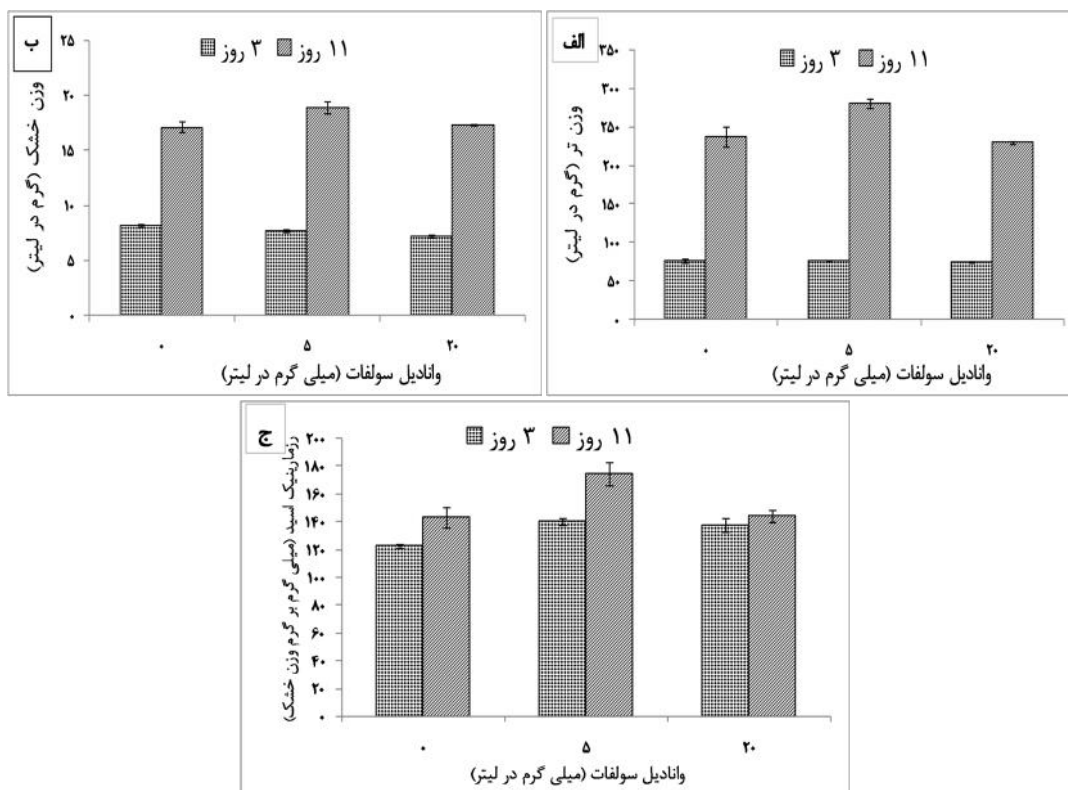 الف
۳ روز ۱۱ روز
وزن تر (گرم در لیتر)
۳۵۰
۳۰۰
۲۵۰
۲۰۰
۱۵۰
۱۰۰
۵۰
۰
۰ ۵ ۲۰
وانادیل سولفات (میلی گرم در لیتر)
ب
۳ روز ۱۱ روز
وزن خشک (گرم در لیتر)
۲۵
۲۰
۱۵
۱۰
۵
۰
۰ ۵ ۲۰
وانادیل سولفات (میلی گرم در لیتر)
ج
۳ روز ۱۱ روز
رزمارینیک اسید (میلی گرم بر گرم وزن خشک)
۲۰۰
۱۸۰
۱۶۰
۱۴۰
۱۲۰
۱۰۰
۸۰
۶۰
۴۰
۲۰
۰
۰ ۵ ۲۰
وانادیل سولفات (میلی گرم در لیتر)